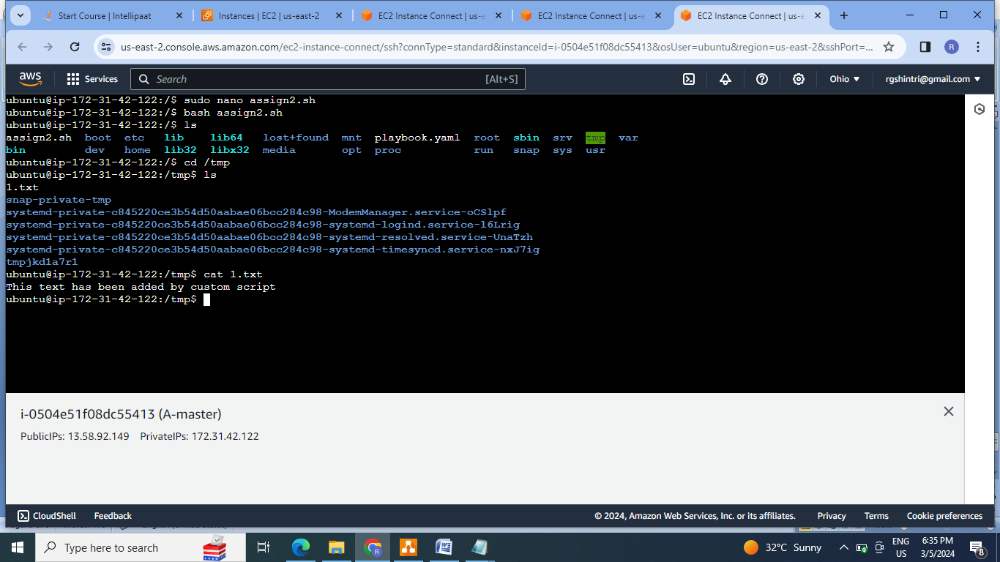 Start Course | Intellipaat
Instances | EC2 | us-east-2
EC2 Instance Connect | us-e
EC2 Instance Connect | us-e
EC2 Instance Connect | us-e
us-east-2.console.aws.amazon.com/ec2-instance-connect/ssh?connType=standard&instanceId=i-0504e51f08dc55413&osUser=ubuntu&region=us-east-2&sshPort=...
R
aws Services Search [Alt+S] Ohio rgshintri@gmail.com
ubuntu@ip-172-31-42-122:/$ sudo nano assign2.sh
ubuntu@ip-172-31-42-122:/$ bash assign2.sh
ubuntu@ip-172-31-42-122:/$ ls
assign2.sh boot etc lib lib64 lost+found mnt playbook.yaml root sbin srv tmp var
bin dev home lib32 libx32 media opt proc run snap sys usr
ubuntu@ip-172-31-42-122:/$ cd /tmp
ubuntu@ip-172-31-42-122:/tmp$ ls
1.txt
snap-private-tmp
systemd-private-c845220ce3b54d50aabae06bcc284c98-ModemManager.service-oCSlpf
systemd-private-c845220ce3b54d50aabae06bcc284c98-systemd-logind.service-l6Lrig
systemd-private-c845220ce3b54d50aabae06bcc284c98-systemd-resolved.service-UnaTzh
systemd-private-c845220ce3b54d50aabae06bcc284c98-systemd-timesyncd.service-nxJ7ig
tmpjkd1a7r1
ubuntu@ip-172-31-42-122:/tmp$ cat 1.txt
This text has been added by custom script
ubuntu@ip-172-31-42-122:/tmp$
i-0504e51f08dc55413 (A-master)
PublicIPs: 13.58.92.149 PrivateIPs: 172.31.42.122
CloudShell Feedback © 2024, Amazon Web Services, Inc. or its affiliates. Privacy Terms Cookie preferences
Type here to search
32°C Sunny
ENG
US
6:35 PM
3/5/2024
8